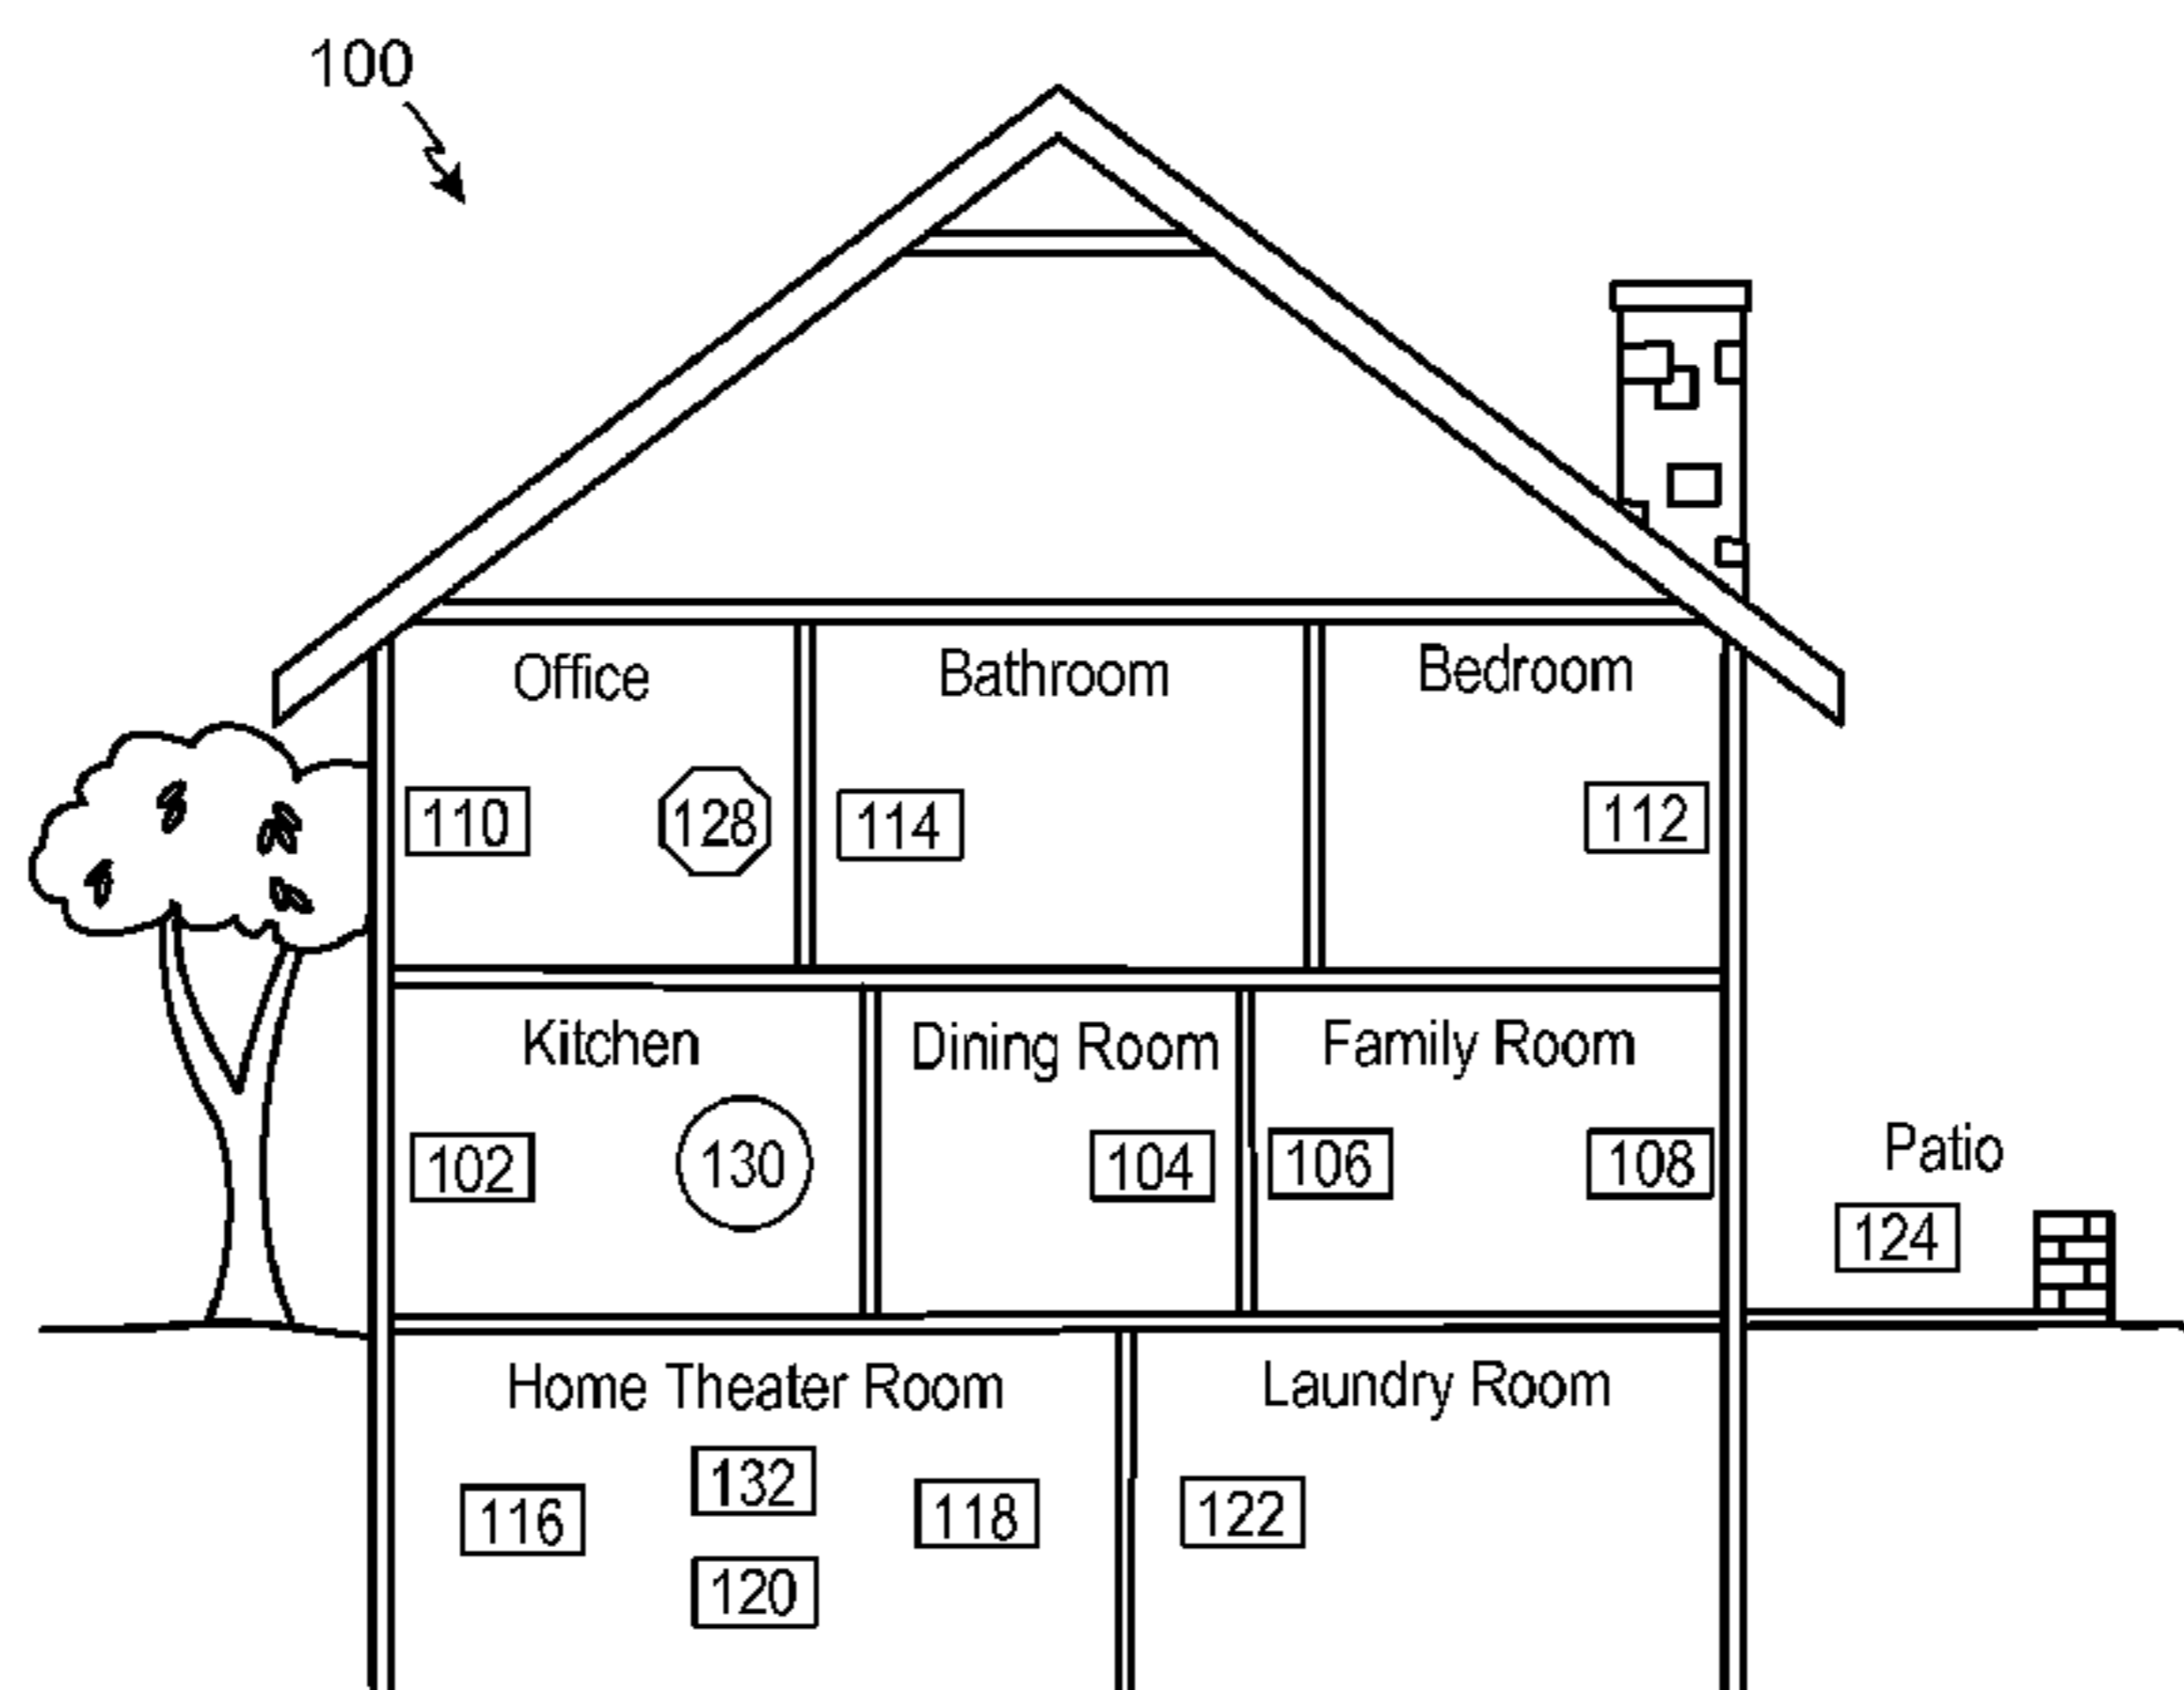 100
Office
Bathroom
Bedroom
110
128
114
112
Kitchen
Dining Room
Family Room
102
130
104
106
108
Patio
124
Home Theater Room
Laundry Room
116
132
118
120
122